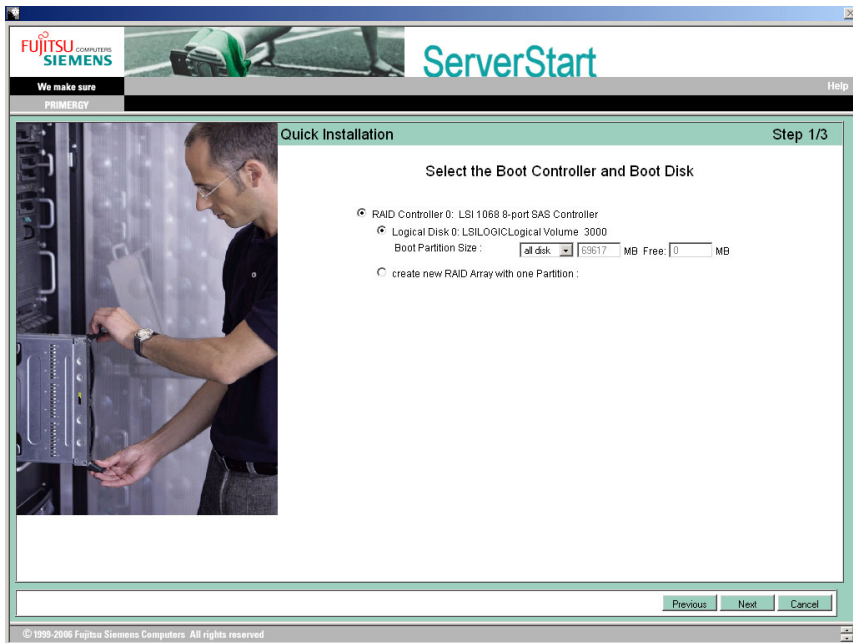 FUJITSU COMPUTERS
SIEMENS
ServerStart
We make sure
Help
PRIMERGY
Quick Installation
Step 1/3
Select the Boot Controller and Boot Disk
RAID Controller 0: LSI 1068 8-port SAS Controller
Logical Disk 0: LSILOGICLogical Volume 3000
Boot Partition Size : all disk 69617 MB Free: 0 MB
create new RAID Array with one Partition :
Previous Next Cancel
© 1999-2006 Fujitsu Siemens Computers All rights reserved